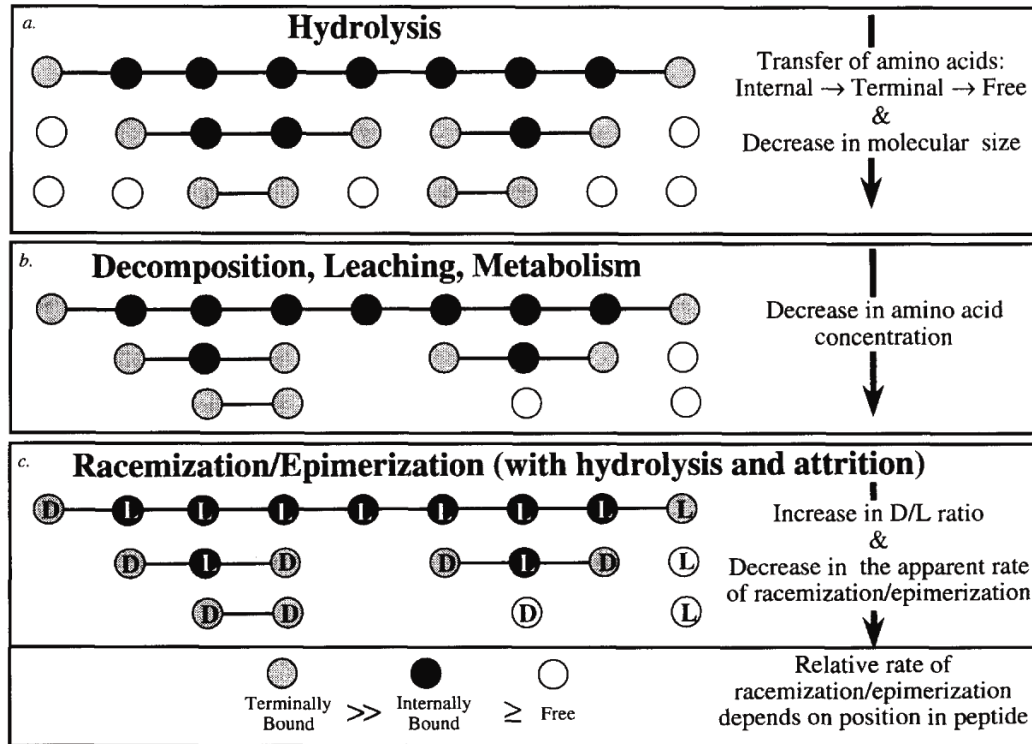 a.
Hydrolysis
Transfer of amino acids:
Internal → Terminal → Free
&
Decrease in molecular size
b.
Decomposition, Leaching, Metabolism
Decrease in amino acid
concentration
c.
Racemization/Epimerization (with hydrolysis and attrition)
D L L L L L L L L
D L D D L D L
D D D L
Increase in D/L ratio
&
Decrease in the apparent rate
of racemization/epimerization
Terminally
Bound
>>
Internally
Bound
≥
Free
Relative rate of
racemization/epimerization
depends on position in peptide